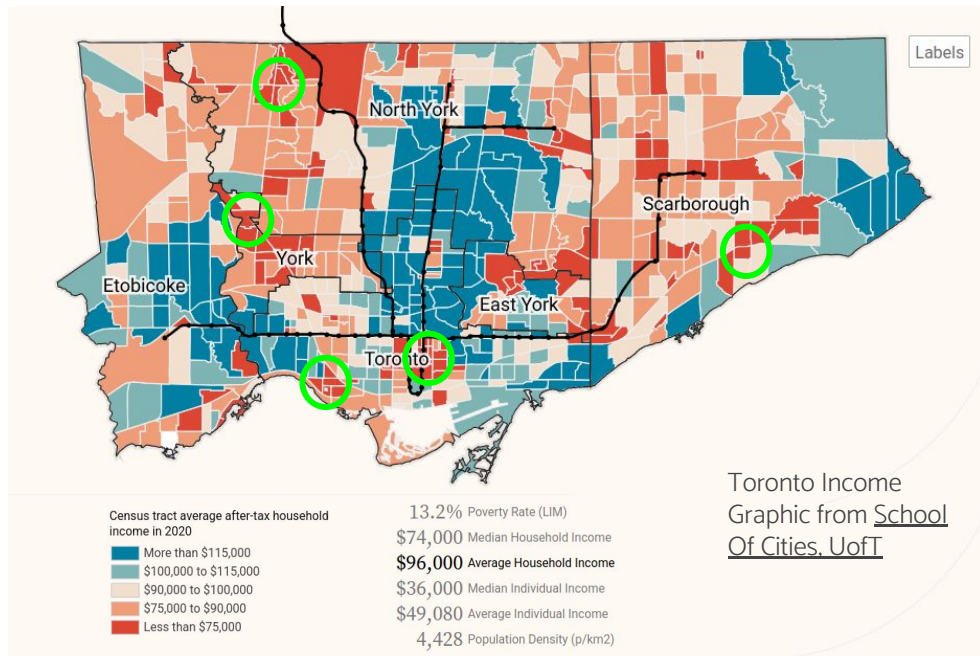 Labels
North York
Scarborough
York
Etobicoke
East York
Toronto
Toronto Income
Graphic from School
Of Cities, UofT
Census tract average after-tax household
income in 2020
More than $115,000
$100,000 to $115,000
$90,000 to $100,000
$75,000 to $90,000
Less than $75,000
13.2% Poverty Rate (LIM)
$74,000 Median Household Income
$96,000 Average Household Income
$36,000 Median Individual Income
$49,080 Average Individual Income
4,428 Population Density (p/km2)